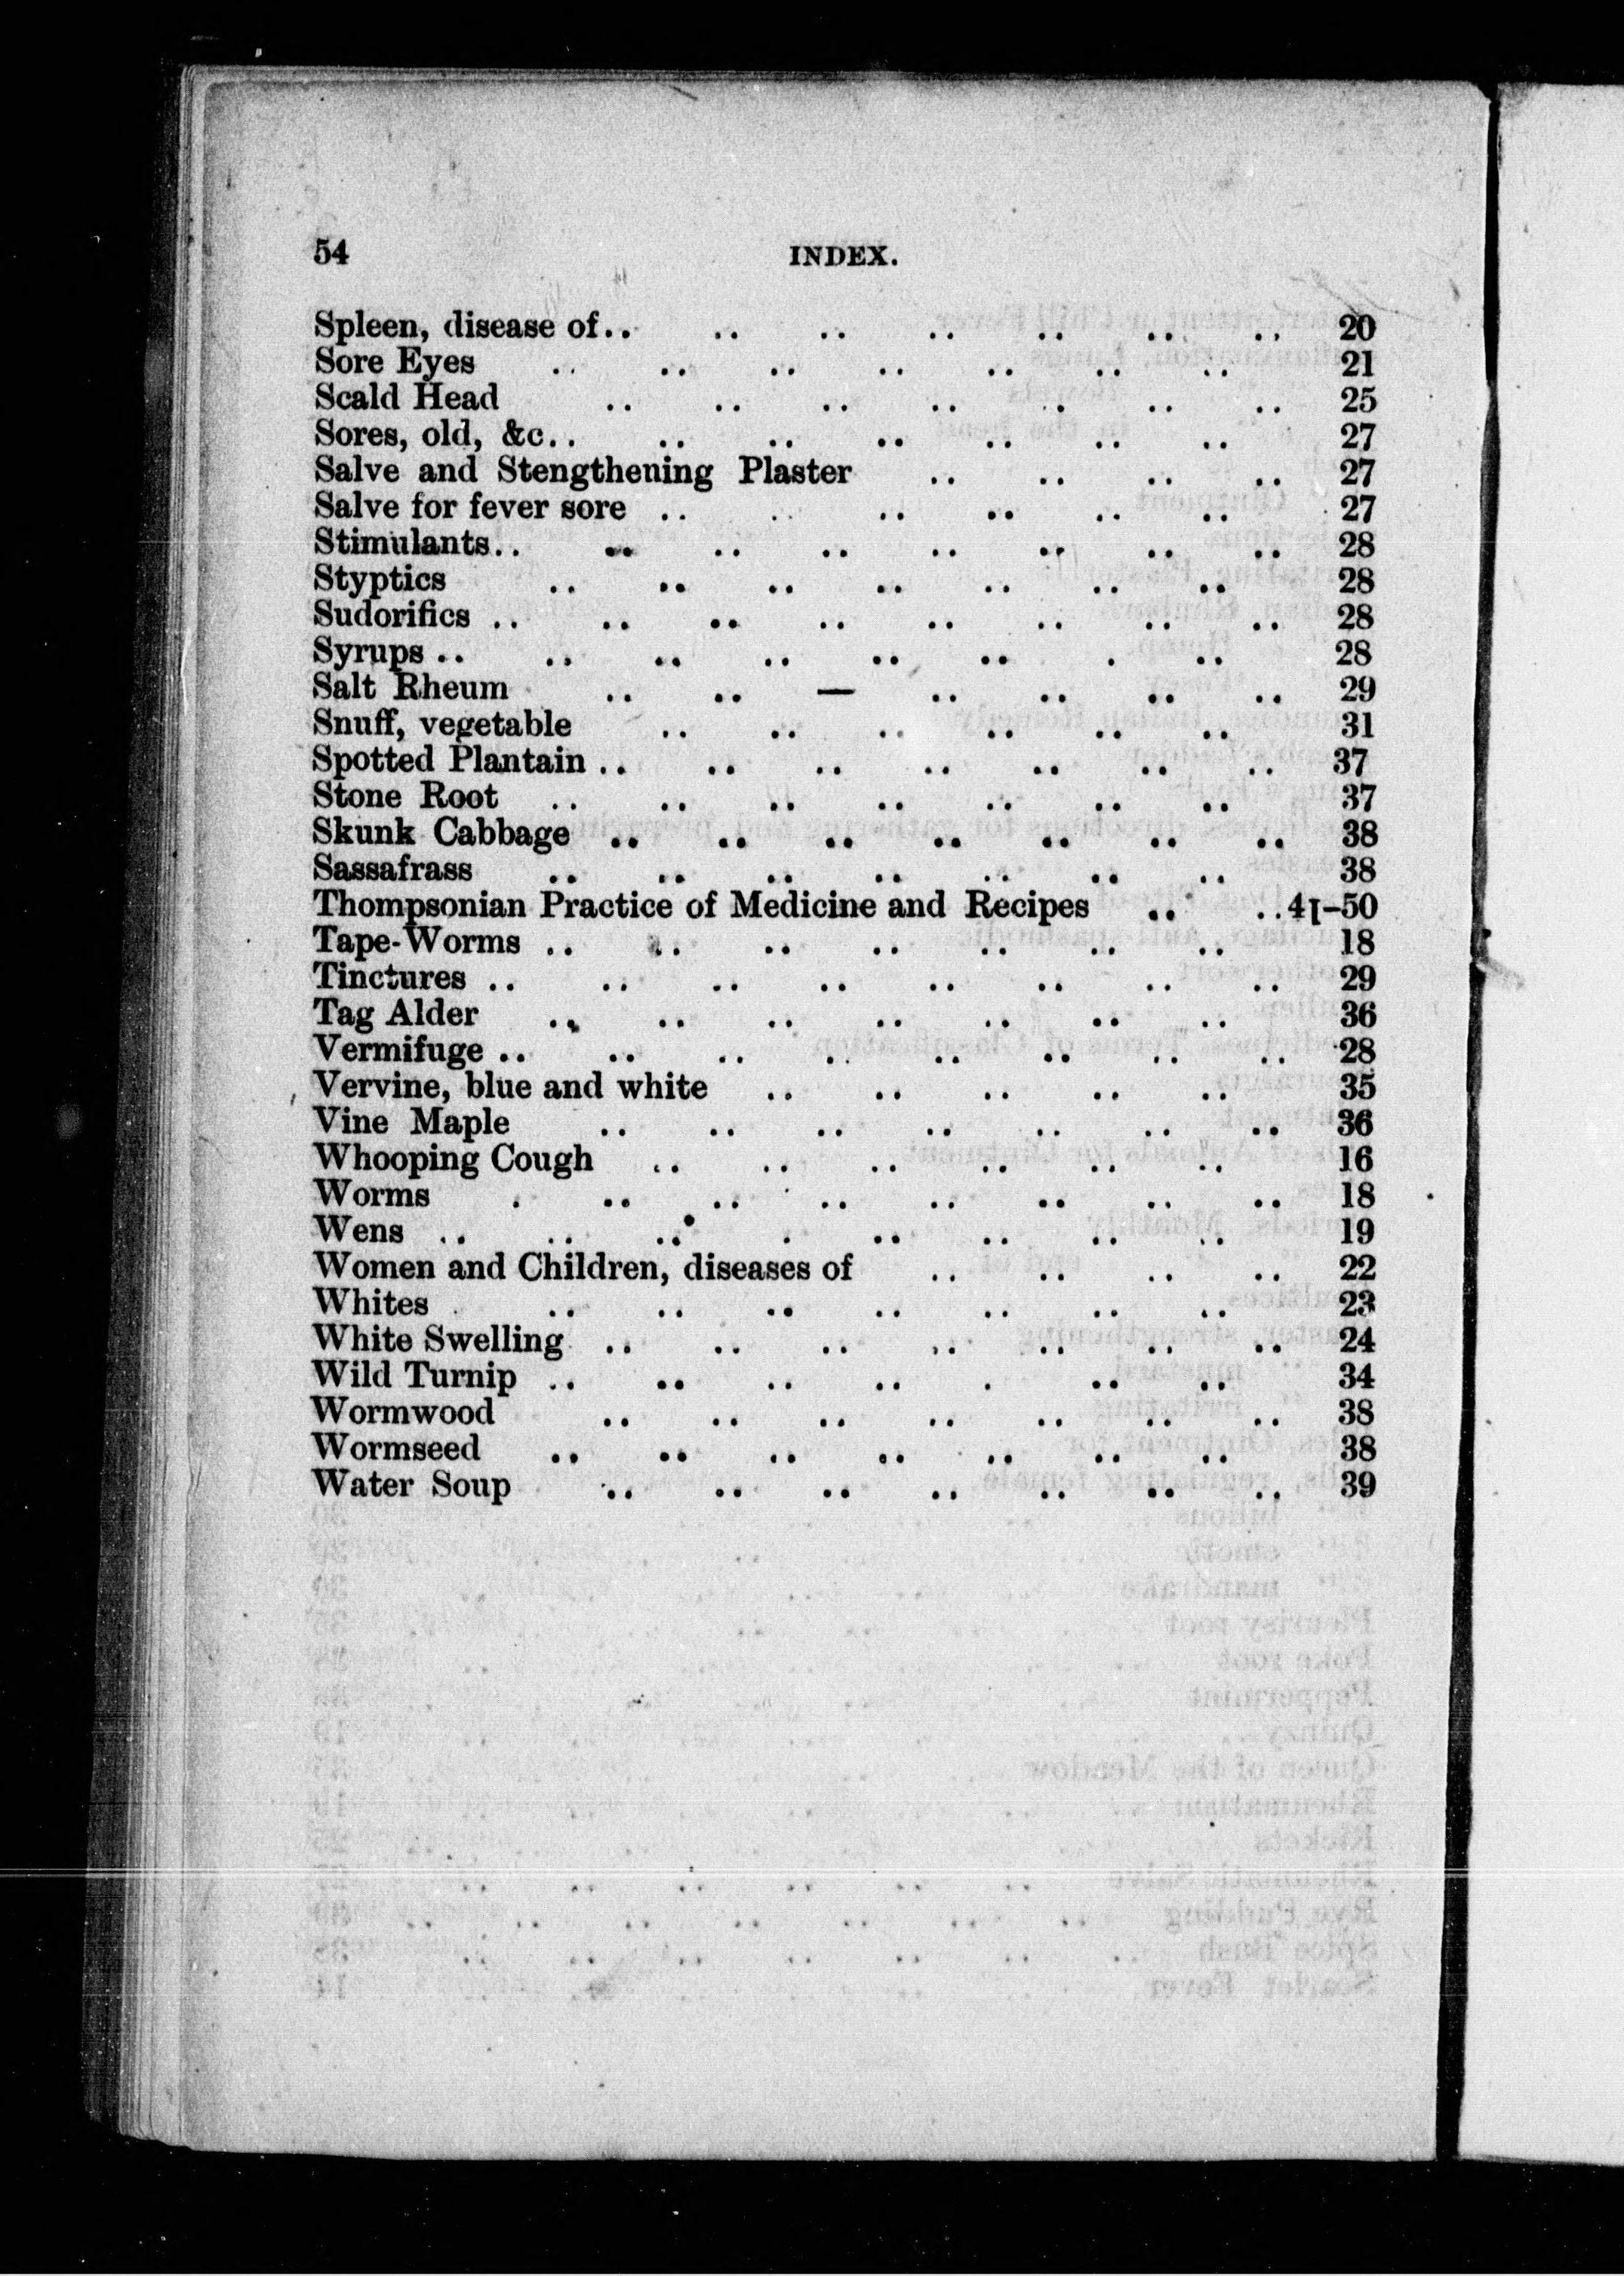 54 INDEX.
Spleen, disease of.. .. .. .. .. .. .. 20
Sore Eyes .. .. .. .. .. .. .. 21
Scald Head .. .. .. .. . .. .. 25
Sores, old, &c.. .. .. .. .. .. .. 27
Salve and Stengthening Plaster .. .. .. .. 27
Salve for fever sore .. .. .. .. .. .. 27
Stimulants.. .. .. .. .. .. .. .. 28
Styptics .. .. .. .. .. .. .. 28
Sudorifics .. .. .. .. .. .. .. .. 28
Syrups .. .. .. .. .. .. . .. 28
Salt Rheum .. .. — .. .. .. .. 29
Snuff, vegetable .. .. .. .. .. .. 31
Spotted Plantain .. .. .. .. .. .. .. 37
Stone Root .. .. .. .. .. .. .. 37
Skunk Cabbage .. .. .. .. .. .. .. 38
Sassafrass .. .. .. .. .. .. .. 38
Thompsonian Practice of Medicine and Recipes .. ..41-50
Tape-Worms .. .. .. .. .. .. .. 18
Tinctures .. .. .. .. .. .. .. .. 29
Tag Alder .. .. .. .. .. .. .. 36
Vermifuge .. .. .. .. .. .. .. .. 28
Vervine, blue and white .. .. .. .. .. 35
Vine Maple .. .. .. .. .. .. .. 36
Whooping Cough .. .. .. .. .. .. 16
Worms . .. .. .. .. .. .. .. 18
Wens .. .. .. . .. .. .. .. 19
Women and Children, diseases of .. .. .. .. 22
Whites . .. .. .. .. .. .. .. 23
White Swelling .. .. .. .. .. .. .. 24
Wild Turnip .. .. .. .. . .. .. 34
Wormwood .. .. .. .. .. .. .. 38
Wormseed .. .. .. .. .. .. .. 38
Water Soup .. .. .. .. .. .. .. 39